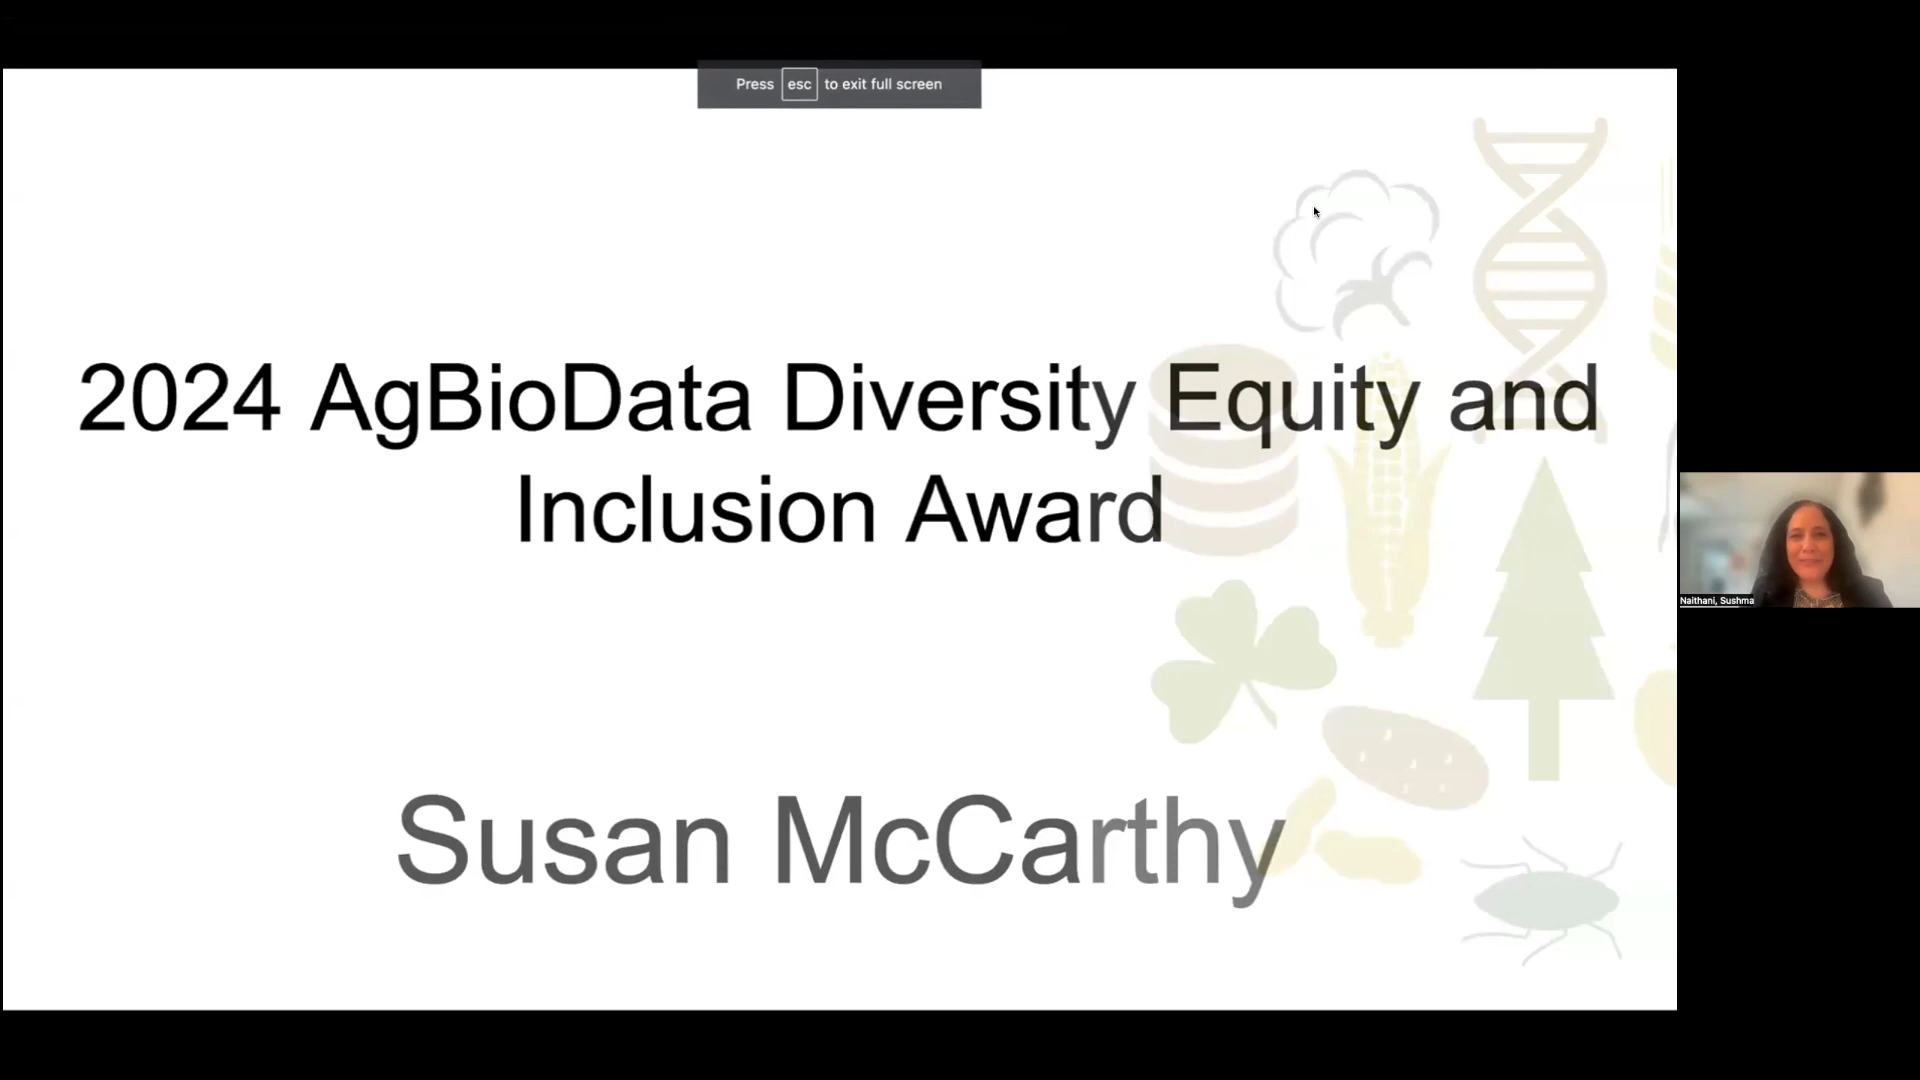 Press esc to exit full screen
2024 AgBioData Diversity Equity and
Inclusion Award
Susan McCarthy
Naithani, Sushma